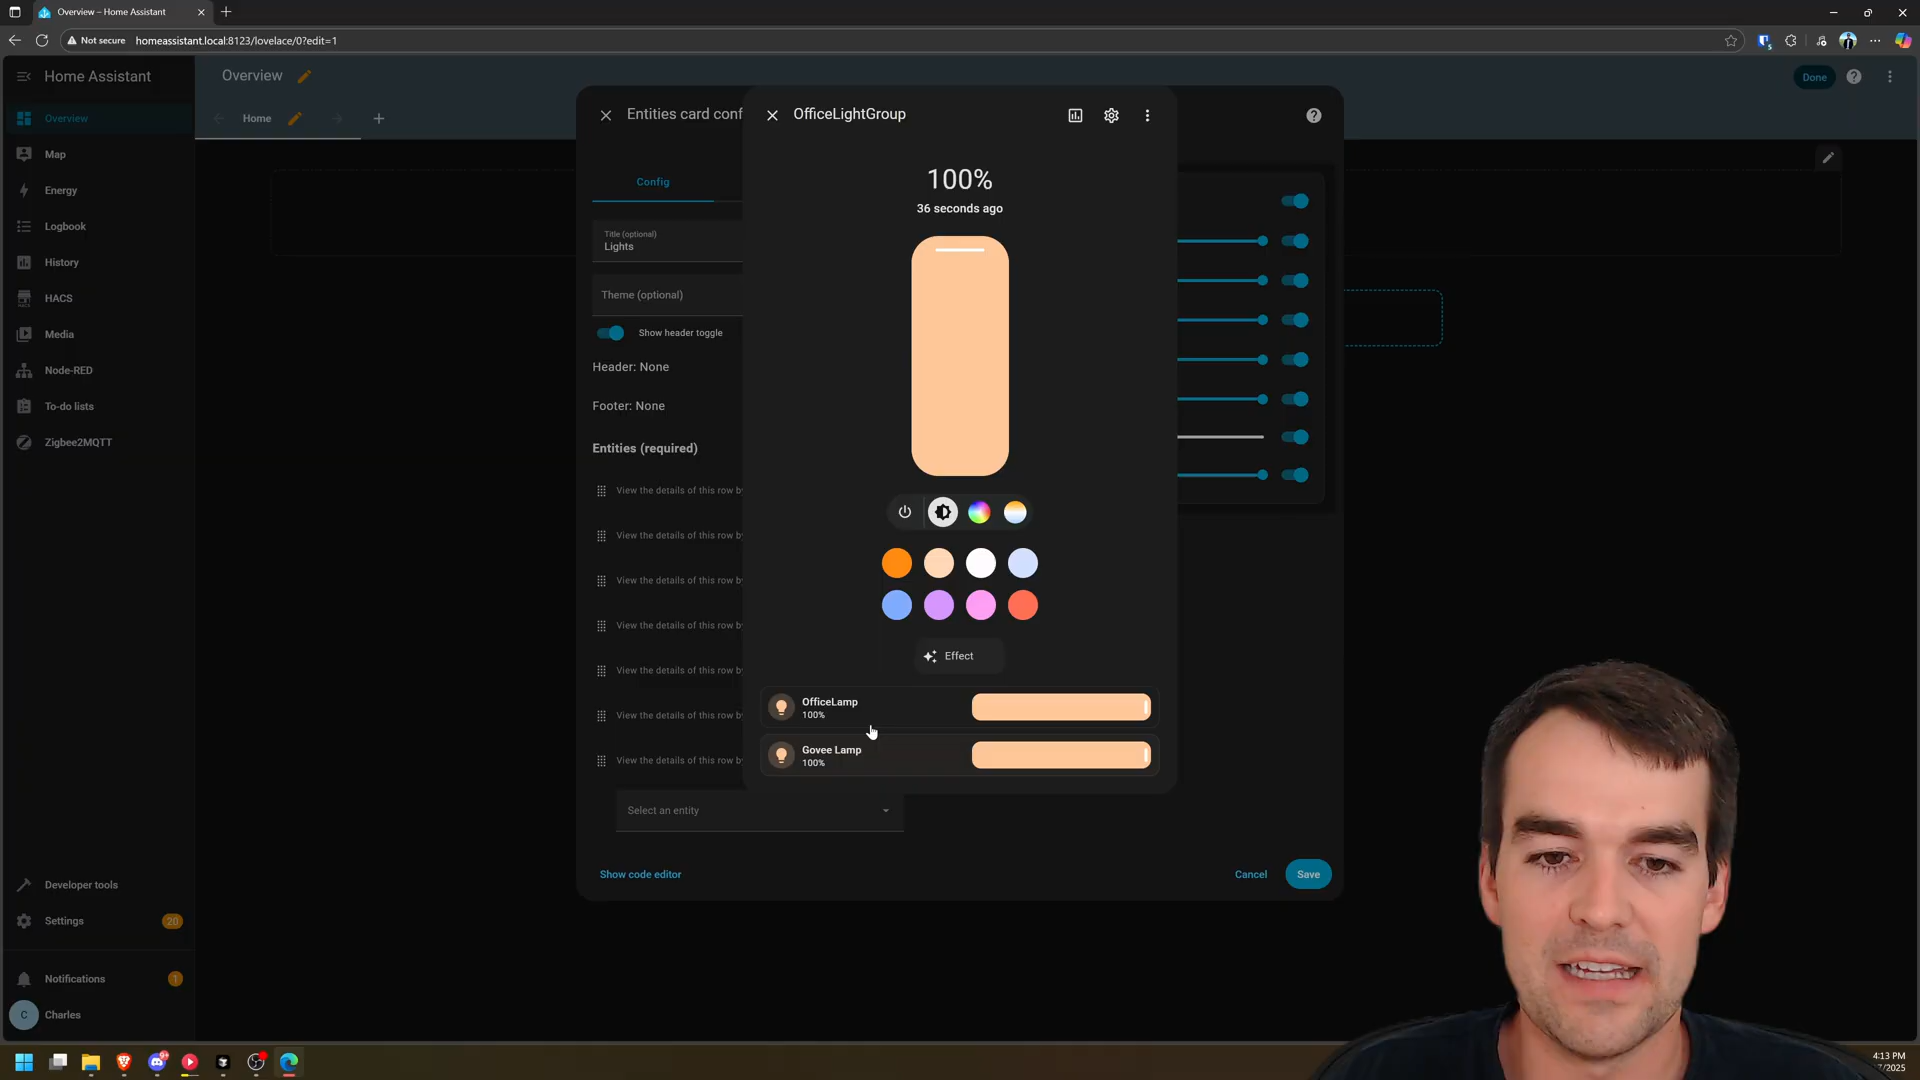 Overview – Home Assistant
Not secure
homeassistant.local:8123/lovelace/0?edit=1
Home Assistant
Overview
Done
Home
Overview
Map
Energy
Logbook
History
HACS
Media
Node-RED
To-do lists
Zigbee2MQTT
Developer tools
Settings
20
Notifications
1
C
Charles
Entities card conf
Config
Title (optional)
Lights
Theme (optional)
Show header toggle
Header: None
Footer: None
Entities (required)
View the details of this row b
View the details of this row b
View the details of this row b
View the details of this row b
View the details of this row b
View the details of this row b
View the details of this row b
Select an entity
Show code editor
Cancel
Save
OfficeLightGroup
100%
36 seconds ago
Effect
OfficeLamp
100%
Govee Lamp
100%
4:13 PM
7/2025